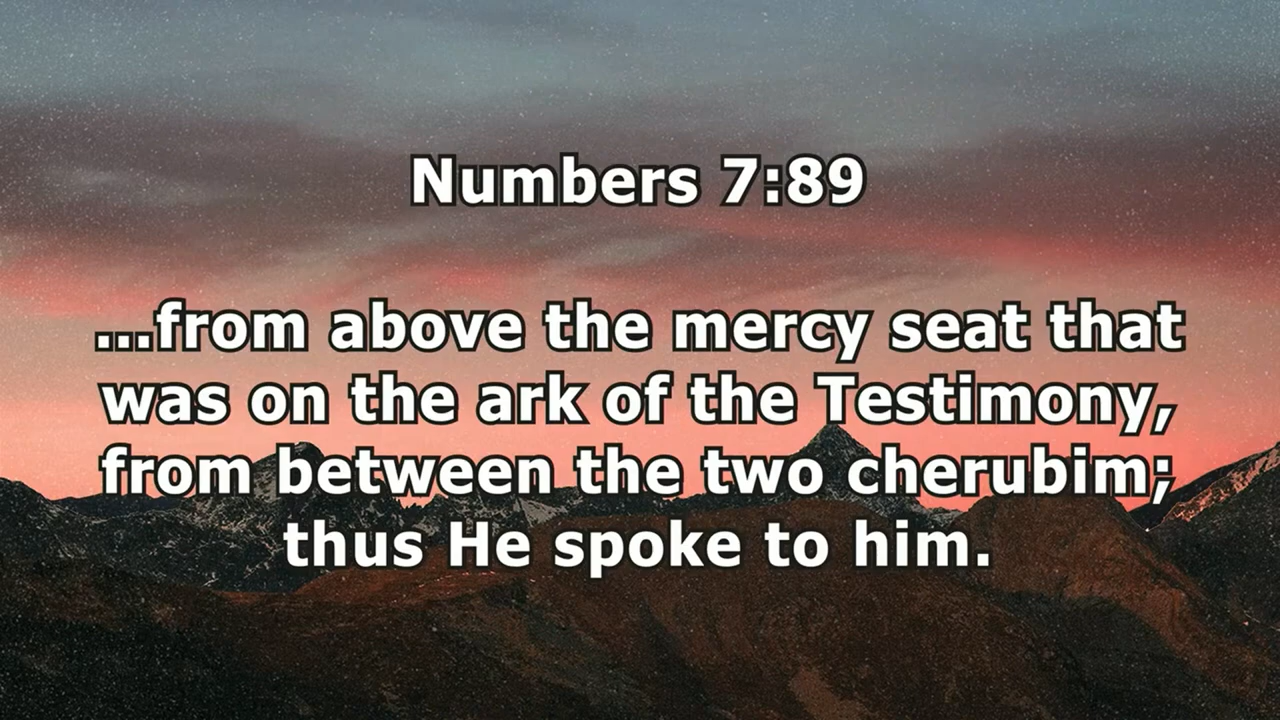 Numbers 7:89
...from above the mercy seat that
was on the ark of the Testimony,
from between the two cherubim;
thus He spoke to him.